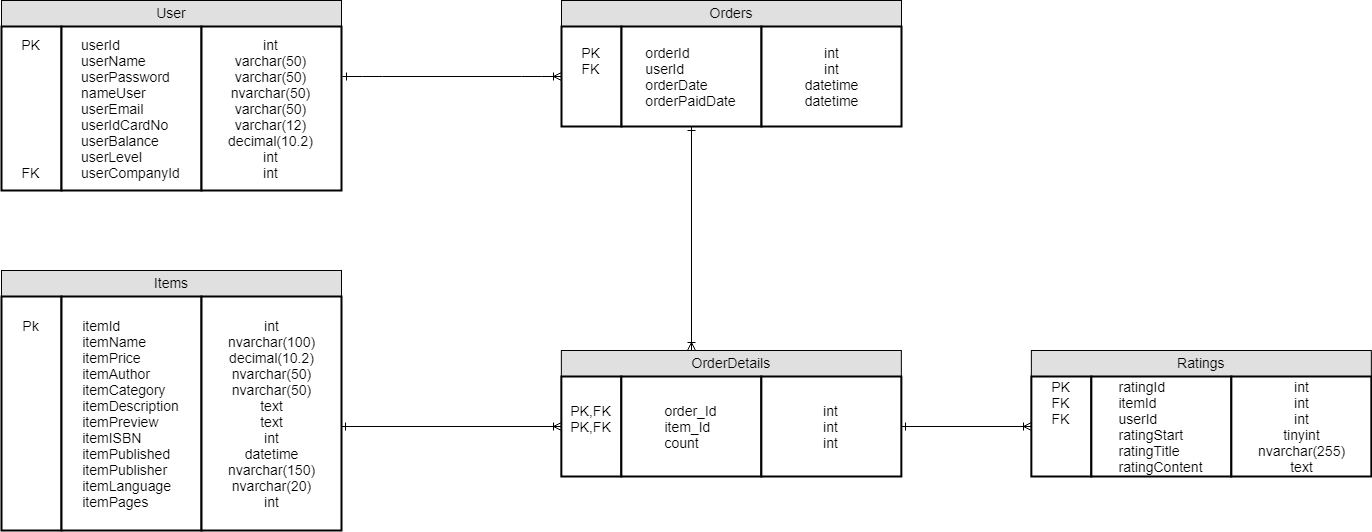 User
PK userId int
userName varchar(50)
userPassword varchar(50)
nameUser nvarchar(50)
userEmail varchar(50)
userIdCardNo varchar(12)
userBalance decimal(10.2)
userLevel int
FK userCompanyId int
Orders
PK orderId int
FK userId int
orderDate datetime
orderPaidDate datetime
Items
Pk itemId int
itemName nvarchar(100)
itemPrice decimal(10.2)
itemAuthor nvarchar(50)
itemCategory nvarchar(50)
itemDescription text
itemPreview text
itemISBN int
itemPublished datetime
itemPublisher nvarchar(150)
itemLanguage nvarchar(20)
itemPages int
OrderDetails
PK,FK order_Id int
PK,FK item_Id int
count int
Ratings
PK ratingId int
FK itemId int
FK userId int
ratingStart tinyint
ratingTitle nvarchar(255)
ratingContent text